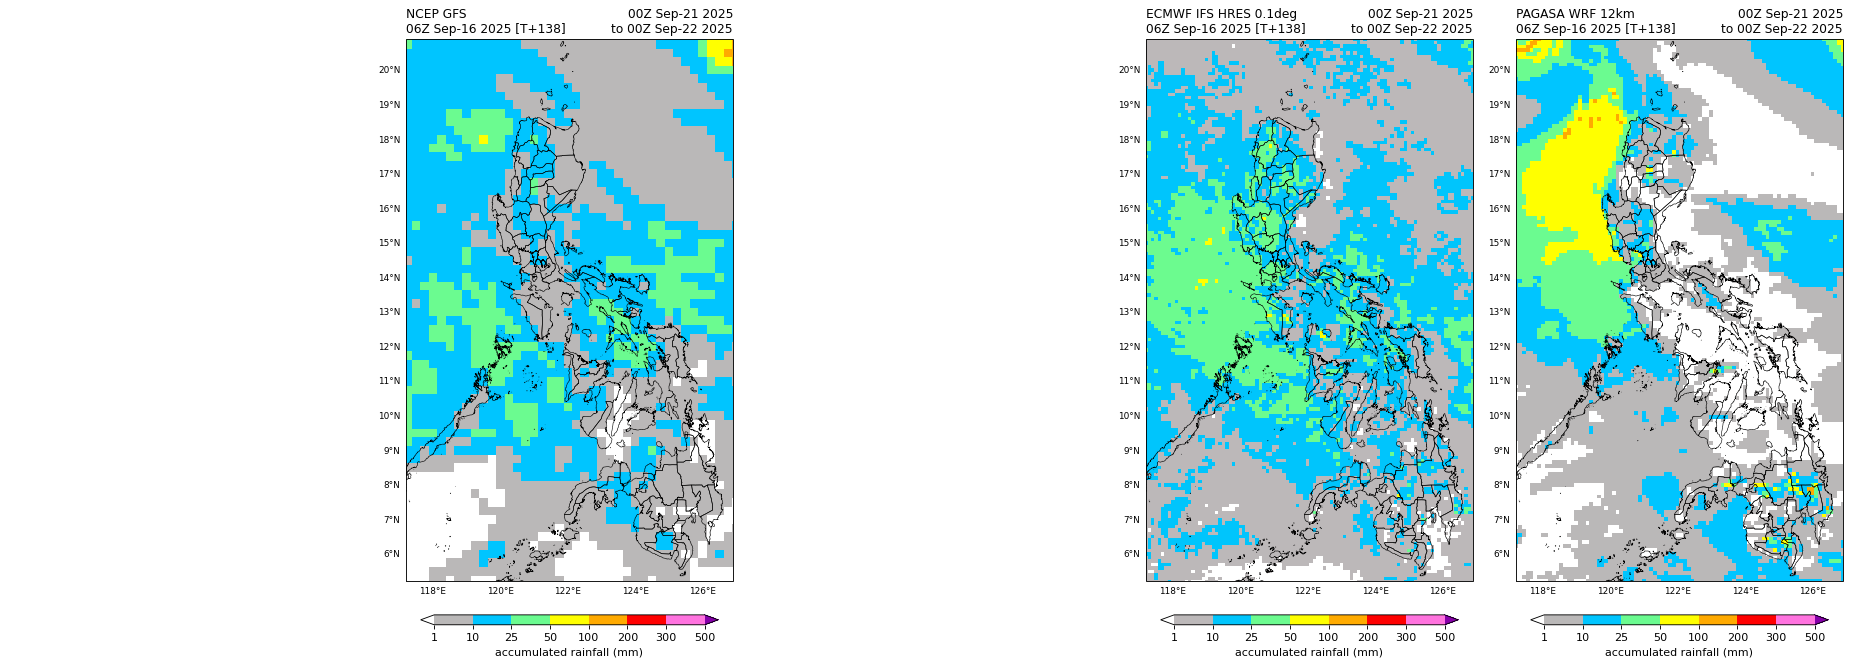 NCEP GFS 00Z Sep-21 2025
06Z Sep-16 2025 [T+138] to 00Z Sep-22 2025
20°N
19°N
18°N
17°N
16°N
15°N
14°N
13°N
12°N
11°N
10°N
9°N
8°N
7°N
6°N
118°E 120°E 122°E 124°E 126°E
1 10 25 50 100 200 300 500
accumulated rainfall (mm)
ECMWF IFS HRES 0.1deg 00Z Sep-21 2025
06Z Sep-16 2025 [T+138] to 00Z Sep-22 2025
20°N
19°N
18°N
17°N
16°N
15°N
14°N
13°N
12°N
11°N
10°N
9°N
8°N
7°N
6°N
118°E 120°E 122°E 124°E 126°E
1 10 25 50 100 200 300 500
accumulated rainfall (mm)
PAGASA WRF 12km 00Z Sep-21 2025
06Z Sep-16 2025 [T+138] to 00Z Sep-22 2025
20°N
19°N
18°N
17°N
16°N
15°N
14°N
13°N
12°N
11°N
10°N
9°N
8°N
7°N
6°N
118°E 120°E 122°E 124°E 126°E
1 10 25 50 100 200 300 500
accumulated rainfall (mm)